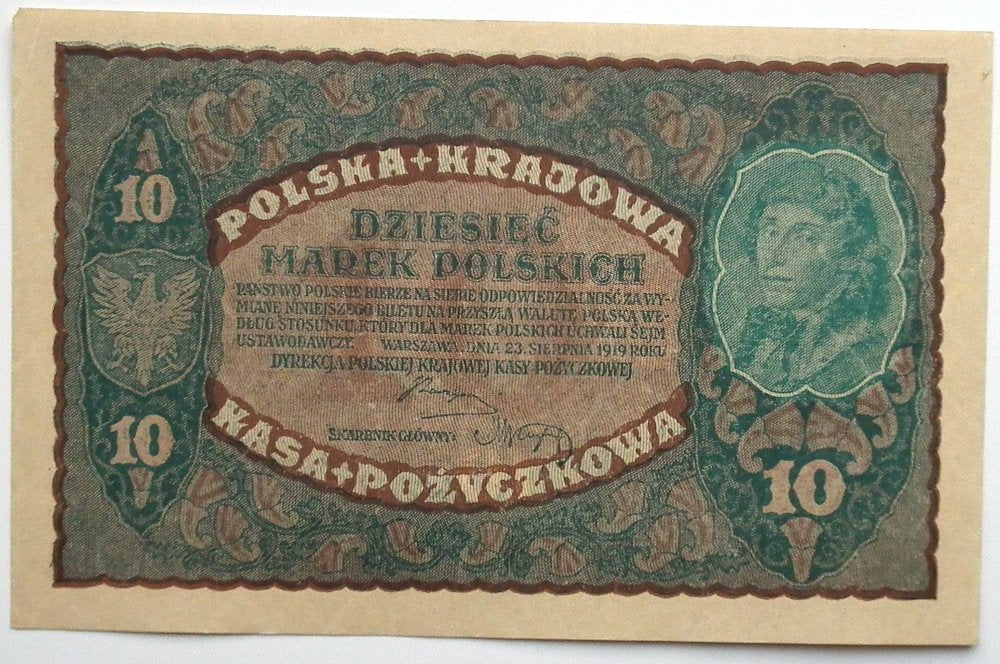 POLSKA+KRAJOWA
10
DZIESIĘĆ
MAREK POLSKICH
PAŃSTWO POLSKIE BIERZE NA SIEBIE ODPOWIEDZIALNOŚĆ ZA WY-
MIANĘ NINIEJSZEGO BILETU NA PRZYSZŁĄ WALUTĘ POLSKĄ WE-
DŁUG STOSUNKU, KTÓRY DLA MAREK POLSKICH UCHWALI SEJM
USTAWODAWCZY. WARSZAWA, DNIA 23. SIERPNIA 1919 ROKU
DYREKCJA POLSKIEJ KRAJOWEJ KASY POŻYCZKOWEJ
SKARBNIK GŁÓWNY:
KASA+POŻYCZKOWA
10
10